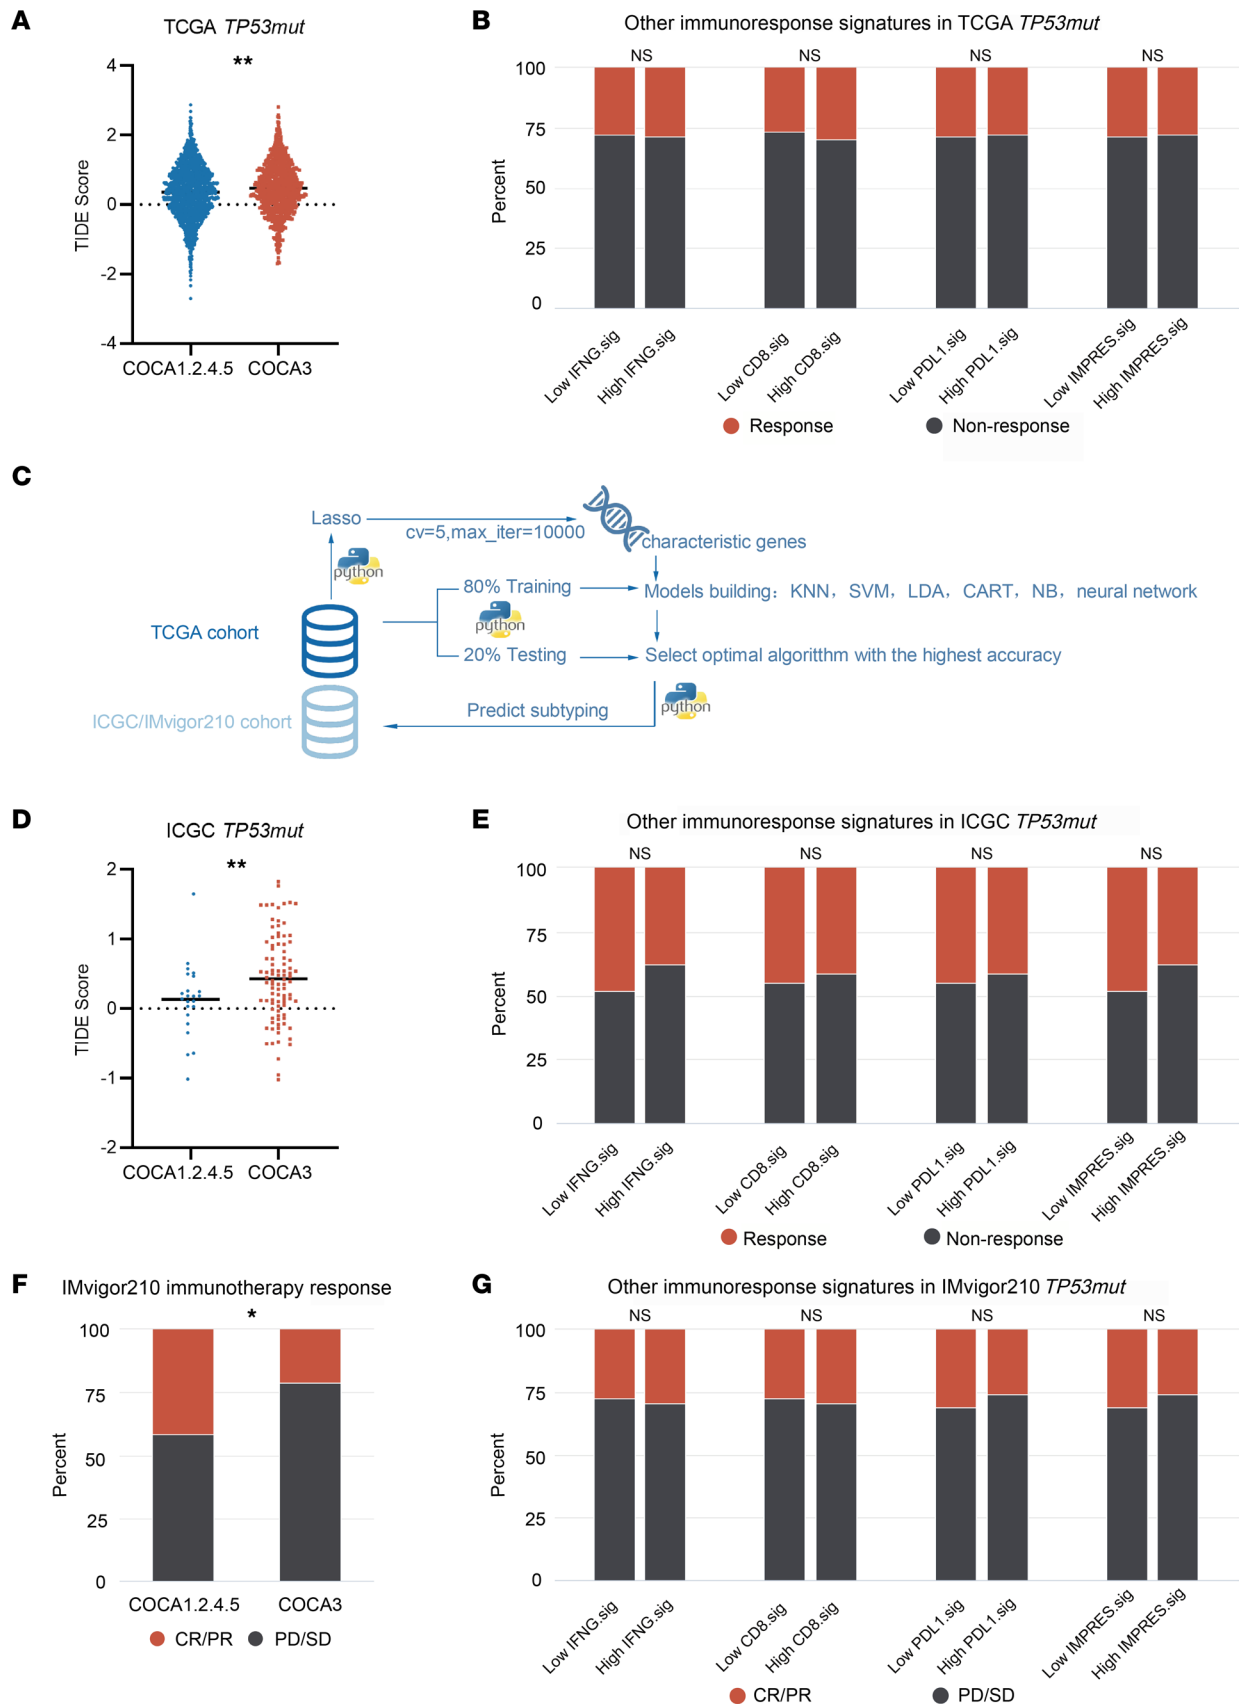 A
TCGA TP53mut
**
4
2
0
-2
-4
TIDE Score
COCA1.2.4.5 COCA3
B
Other immunoresponse signatures in TCGA TP53mut
NS NS NS NS
100
75
50
25
0
Percent
Low IFNG.sig
High IFNG.sig
Low CD8.sig
High CD8.sig
Low PDL1.sig
High PDL1.sig
Low IMPRES.sig
High IMPRES.sig
Response Non-response
C
Lasso
cv=5,max_iter=10000
characteristic genes
python
80% Training
Models building: KNN, SVM, LDA, CART, NB, neural network
python
TCGA cohort
20% Testing
Select optimal algorithm with the highest accuracy
python
Predict subtyping
ICGC/IMvigor210 cohort
D
ICGC TP53mut
**
2
1
0
-1
-2
TIDE Score
COCA1.2.4.5 COCA3
E
Other immunoresponse signatures in ICGC TP53mut
NS NS NS NS
100
75
50
25
0
Percent
Low IFNG.sig
High IFNG.sig
Low CD8.sig
High CD8.sig
Low PDL1.sig
High PDL1.sig
Low IMPRES.sig
High IMPRES.sig
Response Non-response
F
IMvigor210 immunotherapy response
*
100
75
50
25
0
Percent
COCA1.2.4.5 COCA3
CR/PR PD/SD
G
Other immunoresponse signatures in IMvigor210 TP53mut
NS NS NS NS
100
75
50
25
0
Percent
Low IFNG.sig
High IFNG.sig
Low CD8.sig
High CD8.sig
Low PDL1.sig
High PDL1.sig
Low IMPRES.sig
High IMPRES.sig
CR/PR PD/SD